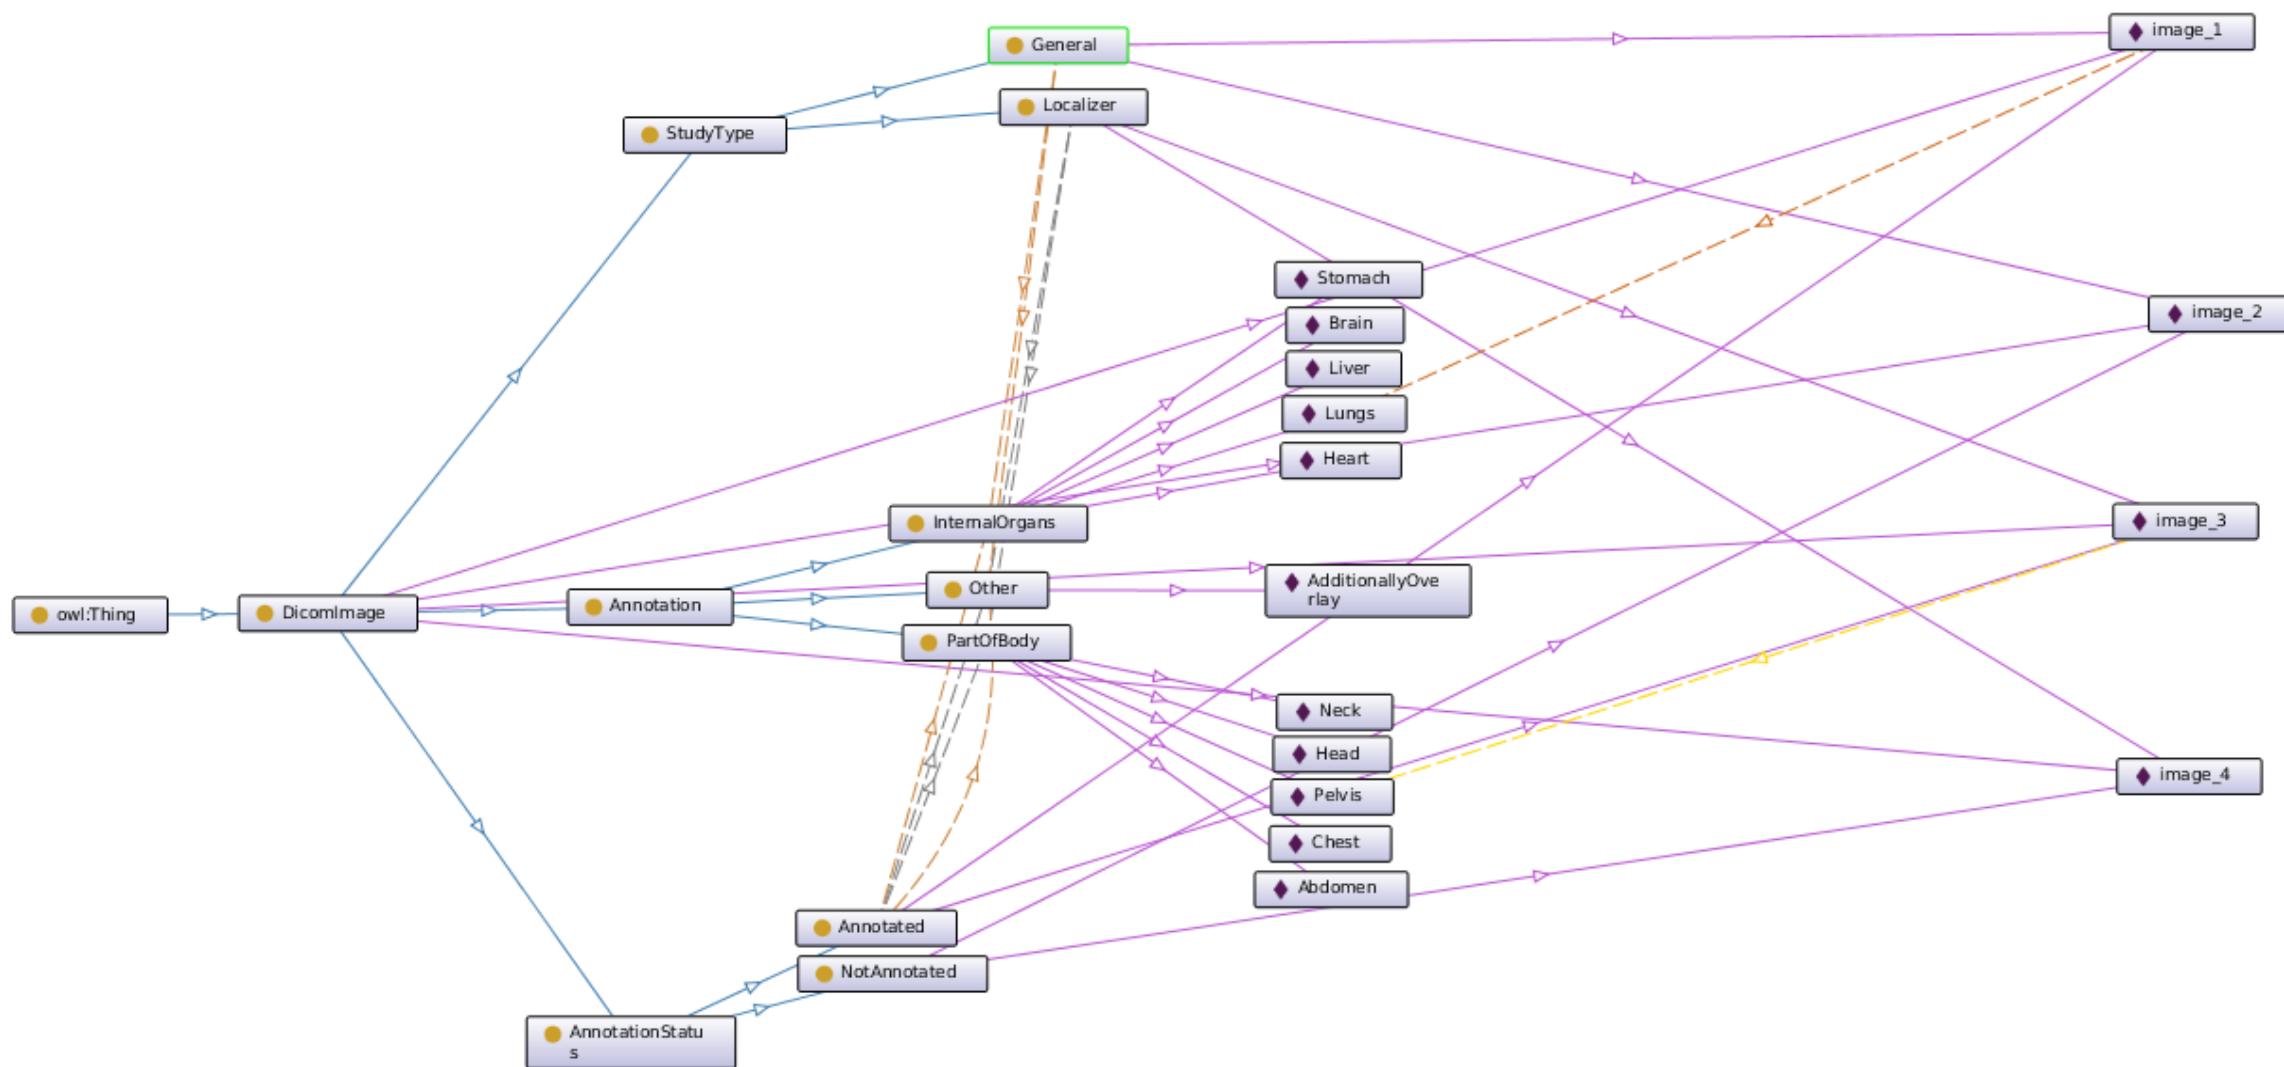 General
image_1
Localizer
StudyType
Stomach
Brain
image_2
Liver
Lungs
Heart
InternalOrgans
image_3
Other
AdditionallyOve
rlay
Annotation
owl:Thing
DicomImage
PartOfBody
Neck
Head
image_4
Pelvis
Chest
Abdomen
Annotated
NotAnnotated
AnnotationStatu
s